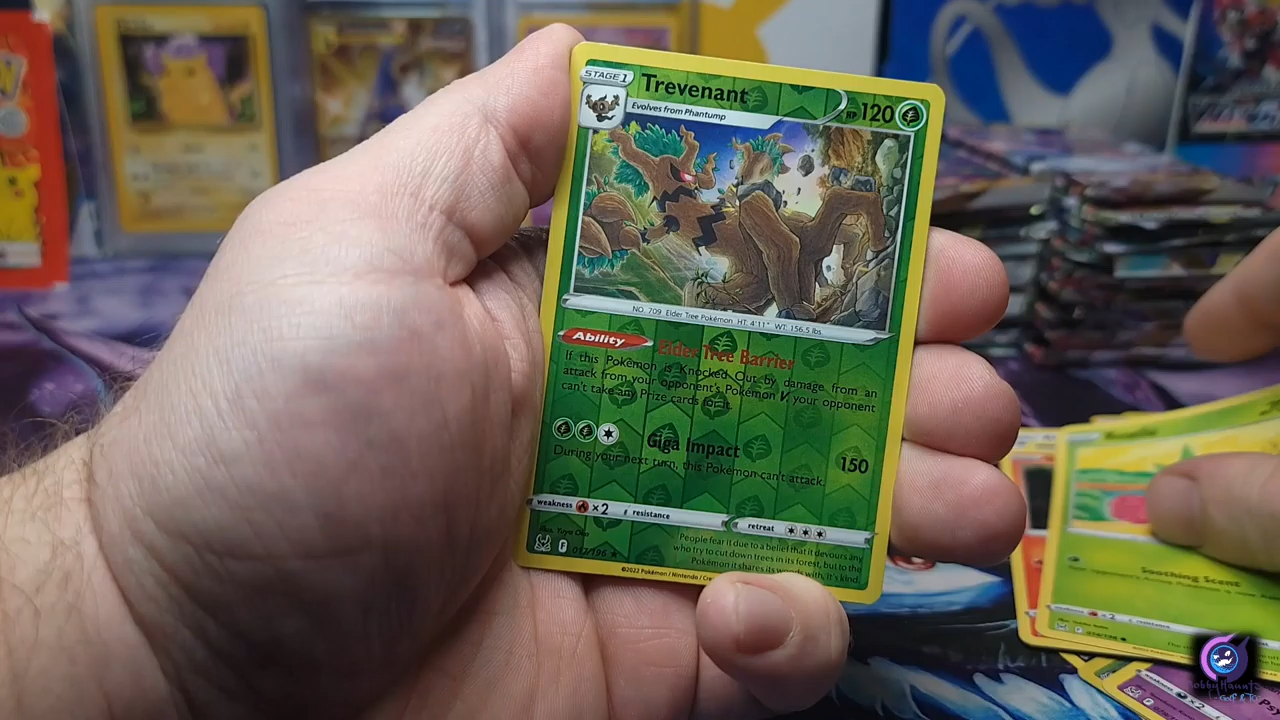 STAGE 1
Trevenant
Evolves from Phantump
HP 120
NO. 709 Elder Tree Pokémon HT: 4'11" WT: 156.5 lbs.
Ability
Elder Tree Barrier
If this Pokémon is Knocked Out by damage from an
attack from your opponent's Pokémon V, your opponent
can't take any Prize cards for it.
Giga Impact
150
During your next turn, this Pokémon can't attack.
weakness ×2 resistance
retreat
F 017/196 ★
People fear it due to a belief that it devours any
who try to cut down trees in its forest, but to the
Pokémon it shares its woods with, it's kind.
©2022 Pokémon / Nintendo
Soothing Scent
weakness ×2
resistance
weakness ×2